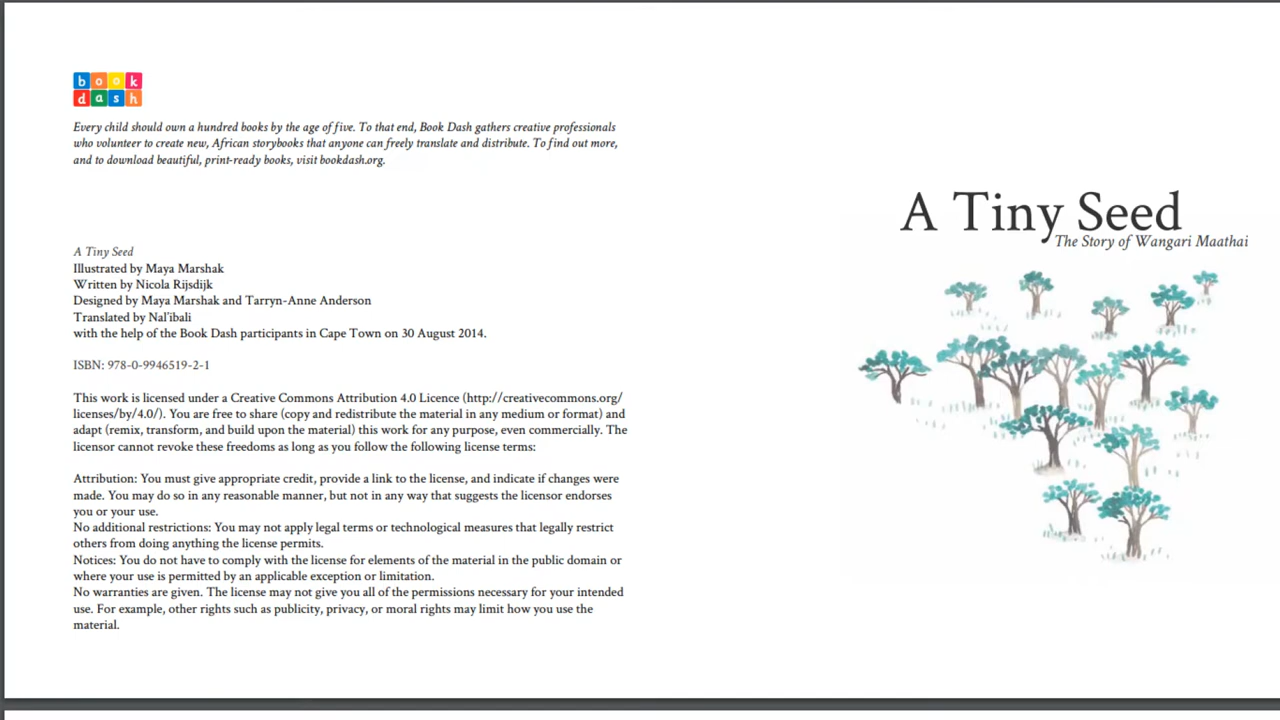 book
dash
Every child should own a hundred books by the age of five. To that end, Book Dash gathers creative professionals
who volunteer to create new, African storybooks that anyone can freely translate and distribute. To find out more,
and to download beautiful, print-ready books, visit bookdash.org.
A Tiny Seed
Illustrated by Maya Marshak
Written by Nicola Rijsdijk
Designed by Maya Marshak and Tarryn-Anne Anderson
Translated by Nal'ibali
with the help of the Book Dash participants in Cape Town on 30 August 2014.
ISBN: 978-0-9946519-2-1
This work is licensed under a Creative Commons Attribution 4.0 Licence (http://creativecommons.org/
licenses/by/4.0/). You are free to share (copy and redistribute the material in any medium or format) and
adapt (remix, transform, and build upon the material) this work for any purpose, even commercially. The
licensor cannot revoke these freedoms as long as you follow the following license terms:
Attribution: You must give appropriate credit, provide a link to the license, and indicate if changes were
made. You may do so in any reasonable manner, but not in any way that suggests the licensor endorses
you or your use.
No additional restrictions: You may not apply legal terms or technological measures that legally restrict
others from doing anything the license permits.
Notices: You do not have to comply with the license for elements of the material in the public domain or
where your use is permitted by an applicable exception or limitation.
No warranties are given. The license may not give you all of the permissions necessary for your intended
use. For example, other rights such as publicity, privacy, or moral rights may limit how you use the
material.
A Tiny Seed
The Story of Wangari Maathai